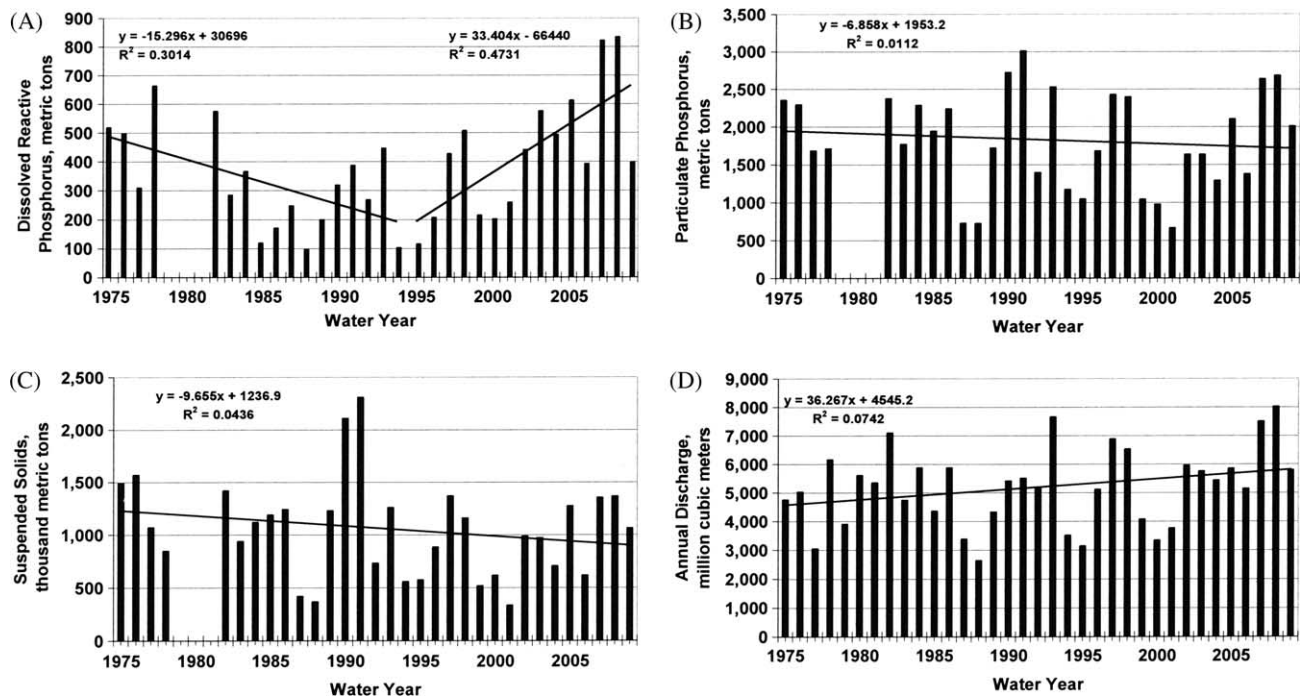 (A)
Dissolved Reactive
Phosphorus, metric tons
900
800
700
600
500
400
300
200
100
0
y = -15.296x + 30696
R² = 0.3014
y = 33.404x - 66440
R² = 0.4731
1975 1980 1985 1990 1995 2000 2005
Water Year
(B)
Particulate Phosphorus,
metric tons
3,500
3,000
2,500
2,000
1,500
1,000
500
0
y = -6.858x + 1953.2
R² = 0.0112
1975 1980 1985 1990 1995 2000 2005
Water Year
(C)
Suspended Solids,
thousand metric tons
2,500
2,000
1,500
1,000
500
0
y = -9.655x + 1236.9
R² = 0.0436
1975 1980 1985 1990 1995 2000 2005
Water Year
(D)
Annual Discharge,
million cubic meters
9,000
8,000
7,000
6,000
5,000
4,000
3,000
2,000
1,000
0
y = 36.267x + 4545.2
R² = 0.0742
1975 1980 1985 1990 1995 2000 2005
Water Year